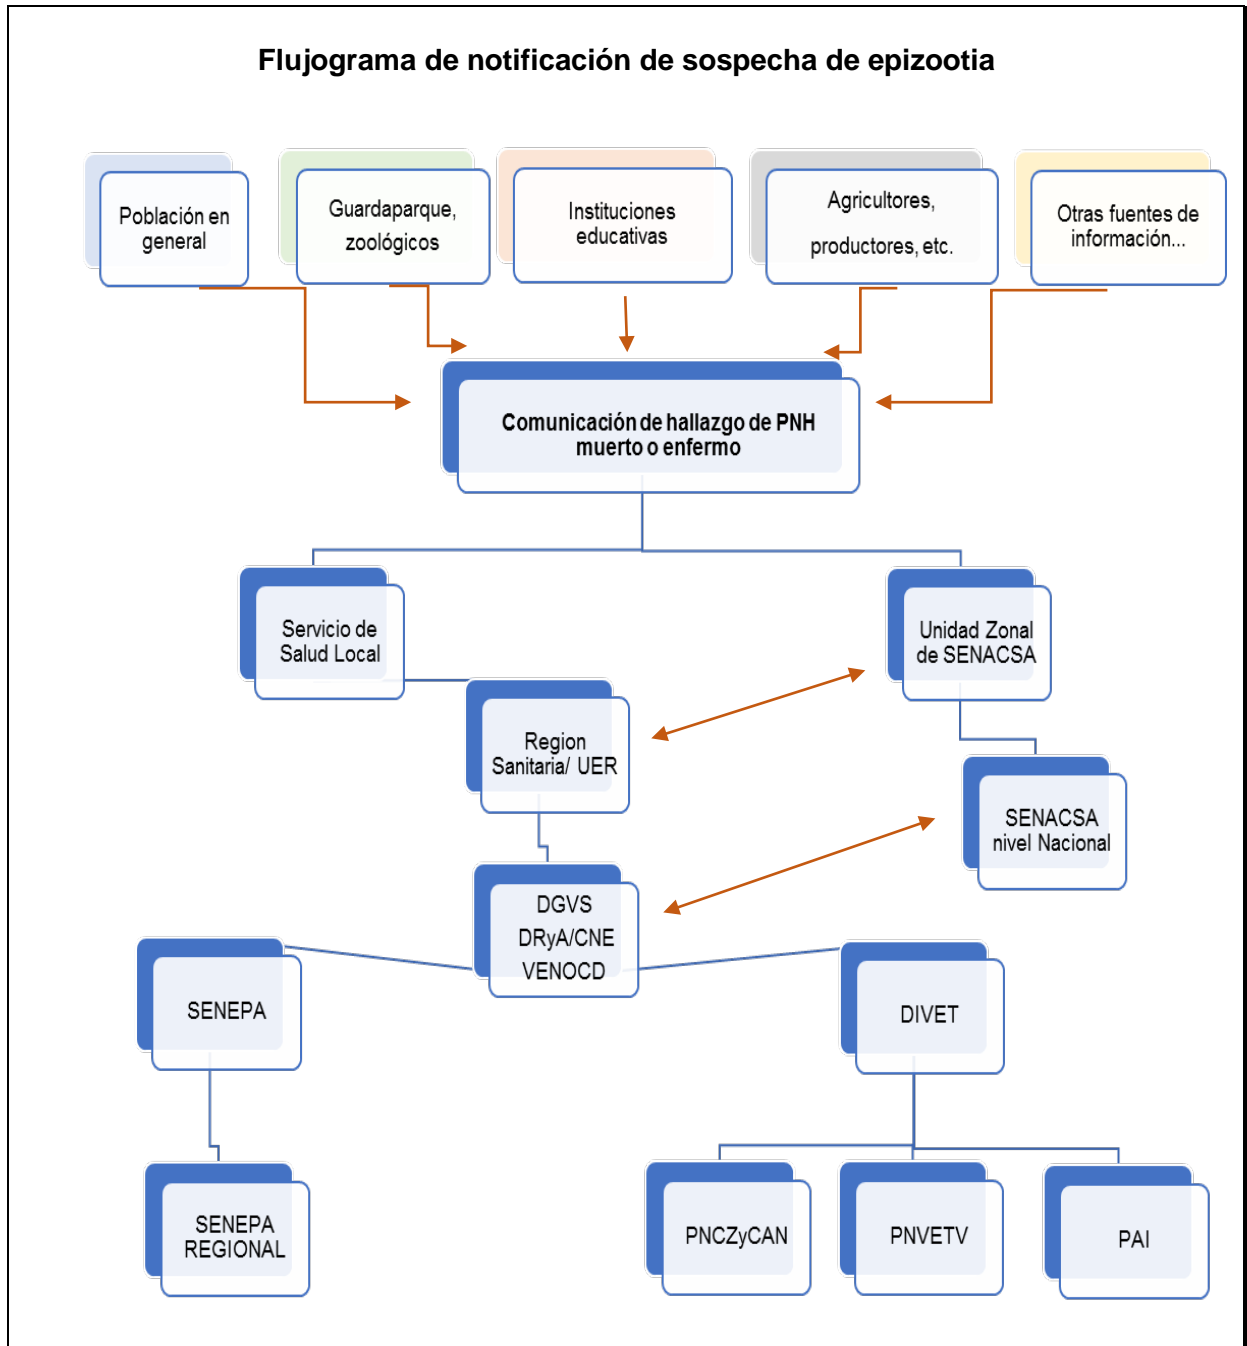 Flujograma de notificación de sospecha de epizootia
Población en
general
Guardaparque,
zoológicos
Instituciones
educativas
Agricultores,
productores, etc.
Otras fuentes de
información...
Comunicación de hallazgo de PNH
muerto o enfermo
Servicio de
Salud Local
Unidad Zonal
de SENACSA
Region
Sanitaria/ UER
SENACSA
nivel Nacional
DGVS
DRyA/CNE
VENOCD
SENEPA
DIVET
SENEPA
REGIONAL
PNCZyCAN
PNVETV
PAI